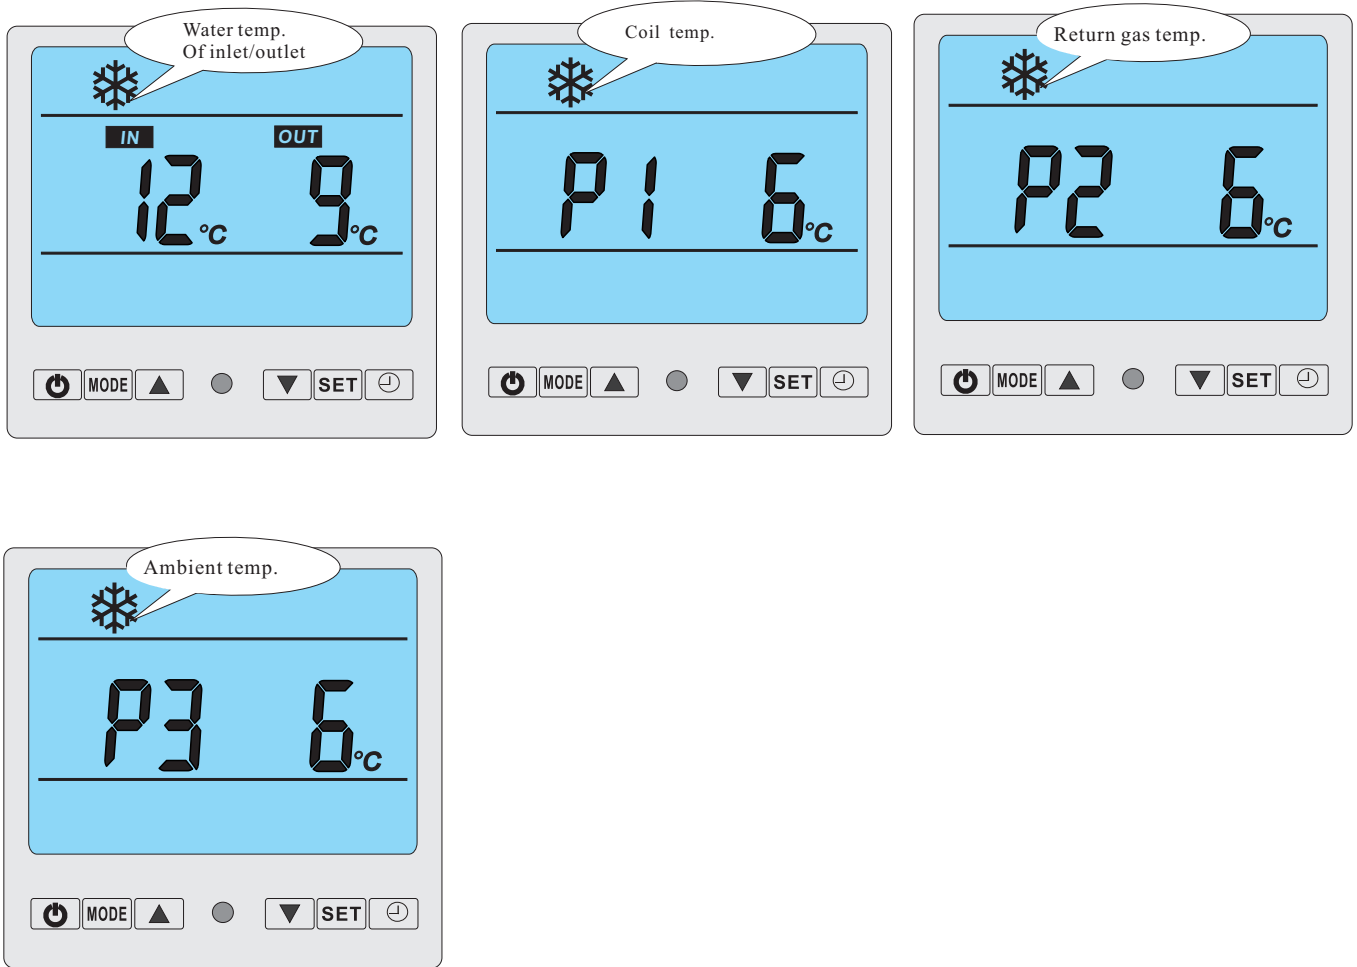 Water temp.
Of inlet/outlet
IN OUT
12 °C 9 °C
MODE SET
Coil temp.
P1 6 °C
MODE SET
Return gas temp.
P2 6 °C
MODE SET
Ambient temp.
P3 6 °C
MODE SET